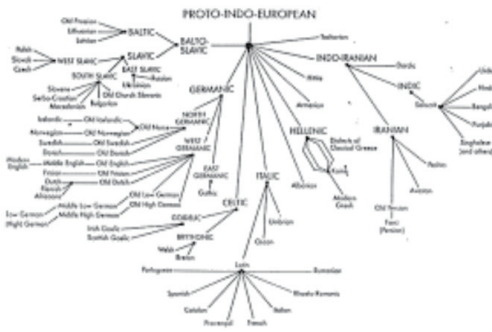 PROTO-INDO-EUROPEAN
Old Prussian
Lithuanian
Latvian
BALTIC
BALTO-
SLAVIC
Tocharian
INDO-IRANIAN
Dardic
SLAVIC
WEST SLAVIC
Polish
Slovak
Czech
EAST SLAVIC
Russian
Ukrainian
SOUTH SLAVIC
Old Church Slavonic
Slovene
Serbo-Croatian
Macedonian
Bulgarian
Hittite
INDIC
Sanskrit
Hindi
Bengali
Punjabi
Singhalese
GERMANIC
Armenian
Icelandic
Old Icelandic
NORTH
GERMANIC
Old Norse
Norwegian
Old Norwegian
Swedish
Old Swedish
Danish
Old Danish
HELLENIC
Dialects of
Classical Greece
IRANIAN
WEST
GERMANIC
Modern
English
Middle English
Old English
Frisian
Old Frisian
Dutch
Old Dutch
Flemish
Afrikaans
EAST
GERMANIC
Gothic
Koine
Pashto
Avestan
Old Persian
Farsi
(Persian)
Albanian
Modern
Greek
ITALIC
Middle Low German
Old Low German
Low German
Middle High German
Old High German
(High) German
CELTIC
GOIDELIC
Irish Gaelic
Scottish Gaelic
BRYTHONIC
Welsh
Breton
Umbrian
Oscan
Latin
Portuguese
Rumanian
Spanish
Rhaeto-Romanic
Catalan
Italian
Provençal
French